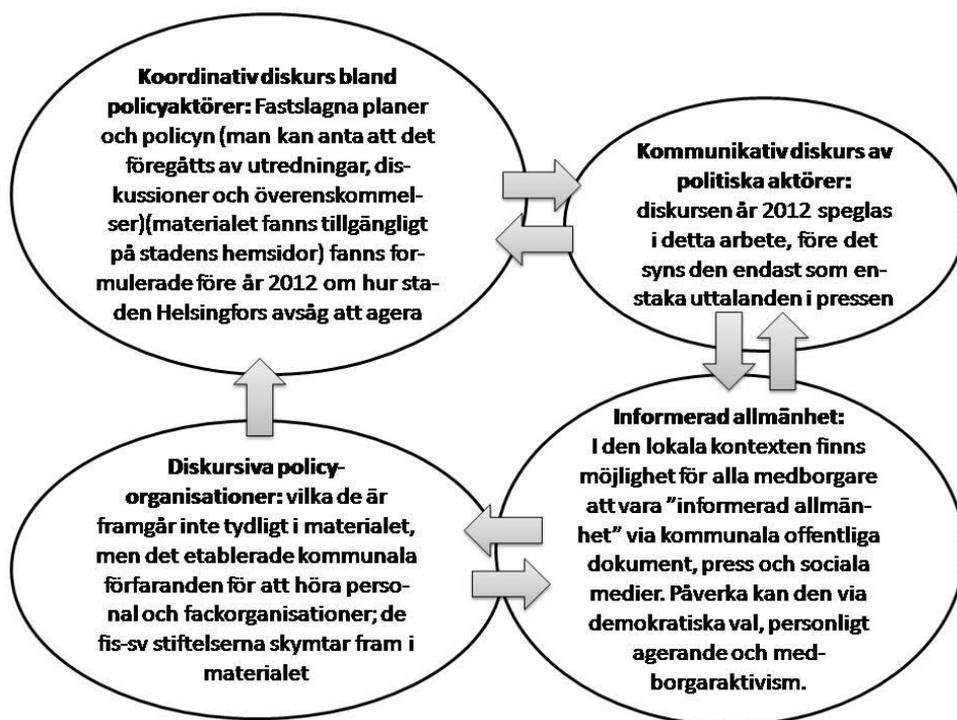 Koordinativ diskurs bland
policyaktörer: Fastslagna planer
och policyn (man kan anta att det
föregåtts av utredningar, dis-
kussioner och överenskommel-
ser)(materialet fanns tillgängligt
på stadens hemsidor) fanns for-
mulerade före år 2012 om hur sta-
den Helsingfors avsåg att agera
Kommunikativ diskurs av
politiska aktörer:
diskursen år 2012 speglas
i detta arbete, före det
syns den endast som en-
staka uttalanden i pressen
Diskursiva policy-
organisationer: vilka de är
framgår inte tydligt i materialet,
men det etablerade kommunala
förfaranden för att höra perso-
nal och fackorganisationer; de
fis-sv stiftelserna skymtar fram i
materialet
Informerad allmänhet:
I den lokala kontexten finns
möjlighet för alla medborgare
att vara ”informerad allmän-
het” via kommunala offentliga
dokument, press och sociala
medier. Påverka kan den via
demokratiska val, personligt
agerande och med-
borgaraktivism.